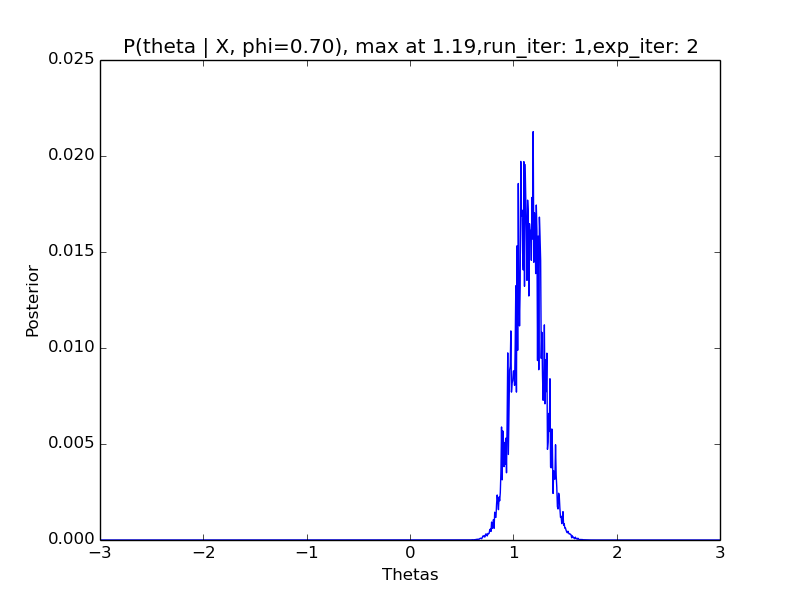 P(theta | X, phi=0.70), max at 1.19,run_iter: 1,exp_iter: 2
0.025
0.020
0.015
0.010
0.005
0.000
Posterior
−3 −2 −1 0 1 2 3
Thetas